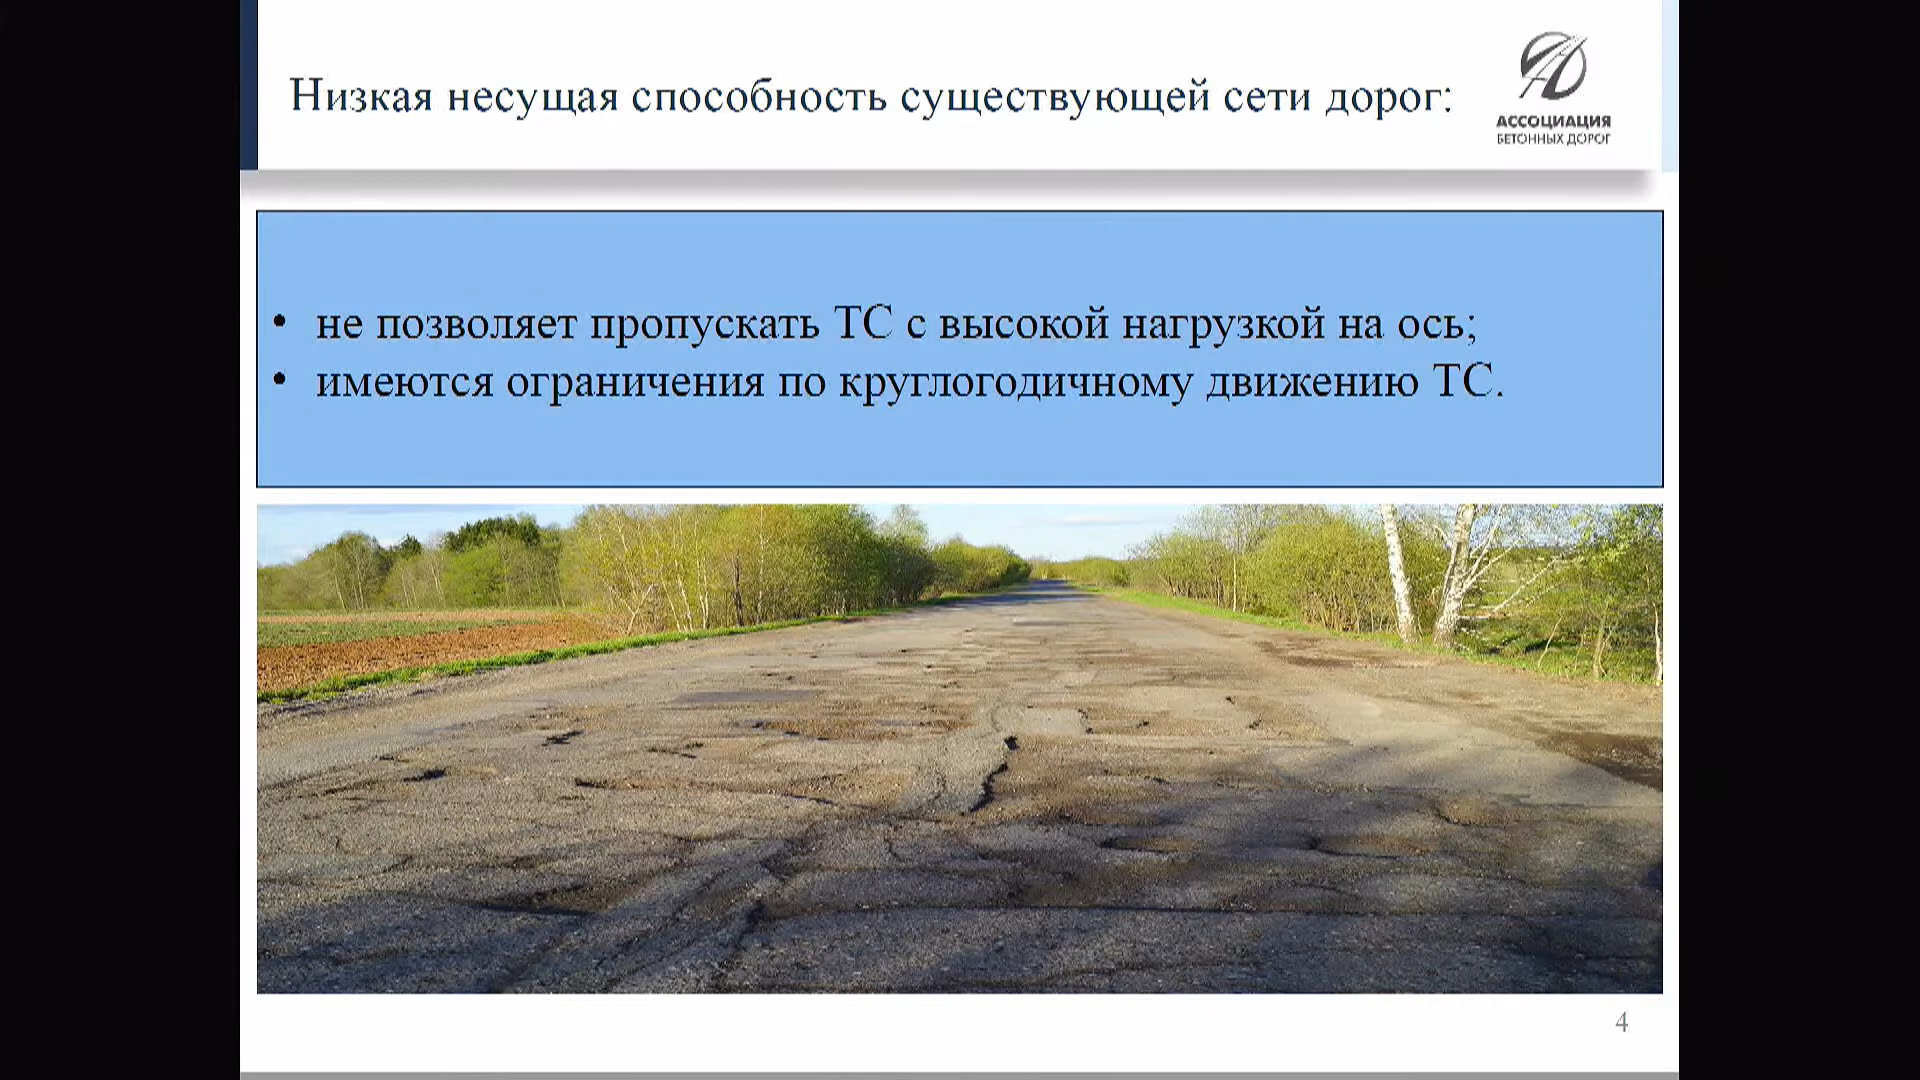 Низкая несущая способность существующей сети дорог:
АССОЦИАЦИЯ
БЕТОННЫХ ДОРОГ
• не позволяет пропускать ТС с высокой нагрузкой на ось;
• имеются ограничения по круглогодичному движению ТС.
4